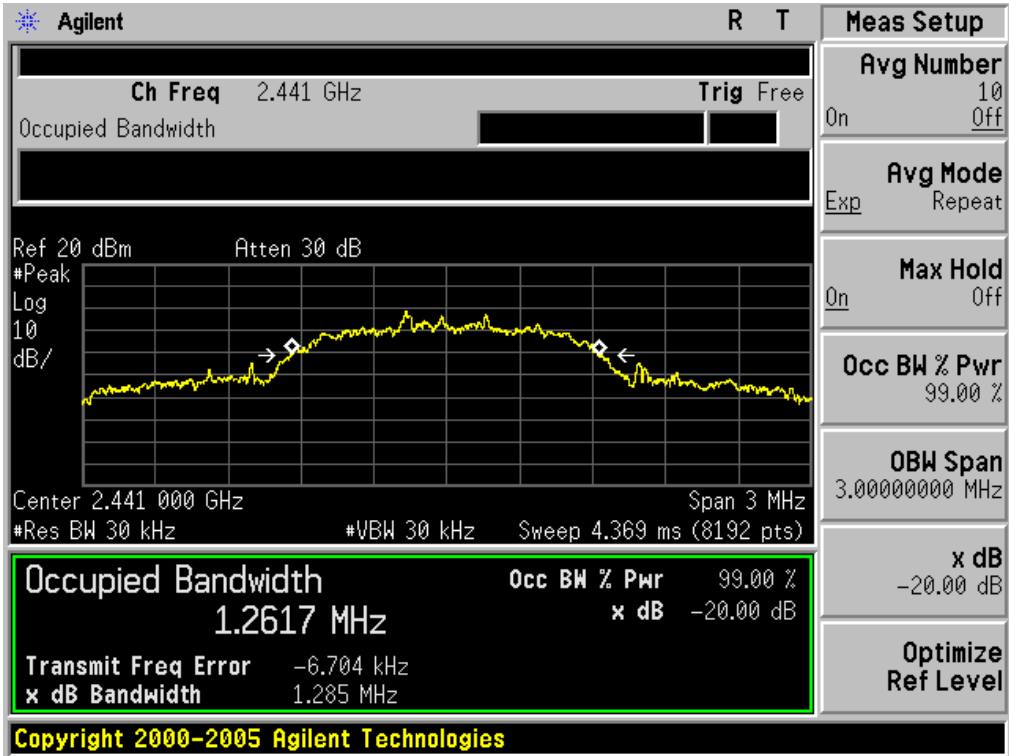 Agilent R T
Ch Freq 2.441 GHz Trig Free
Occupied Bandwidth
Ref 20 dBm Atten 30 dB
#Peak
Log
10
dB/
Center 2.441 000 GHz Span 3 MHz
#Res BW 30 kHz #VBW 30 kHz Sweep 4.369 ms (8192 pts)
Occupied Bandwidth Occ BW % Pwr 99.00 %
1.2617 MHz x dB -20.00 dB
Transmit Freq Error -6.704 kHz
x dB Bandwidth 1.285 MHz
Copyright 2000-2005 Agilent Technologies
Meas Setup
Avg Number
10
On Off
Avg Mode
Exp Repeat
Max Hold
On Off
Occ BW % Pwr
99.00 %
OBW Span
3.00000000 MHz
x dB
-20.00 dB
Optimize
Ref Level